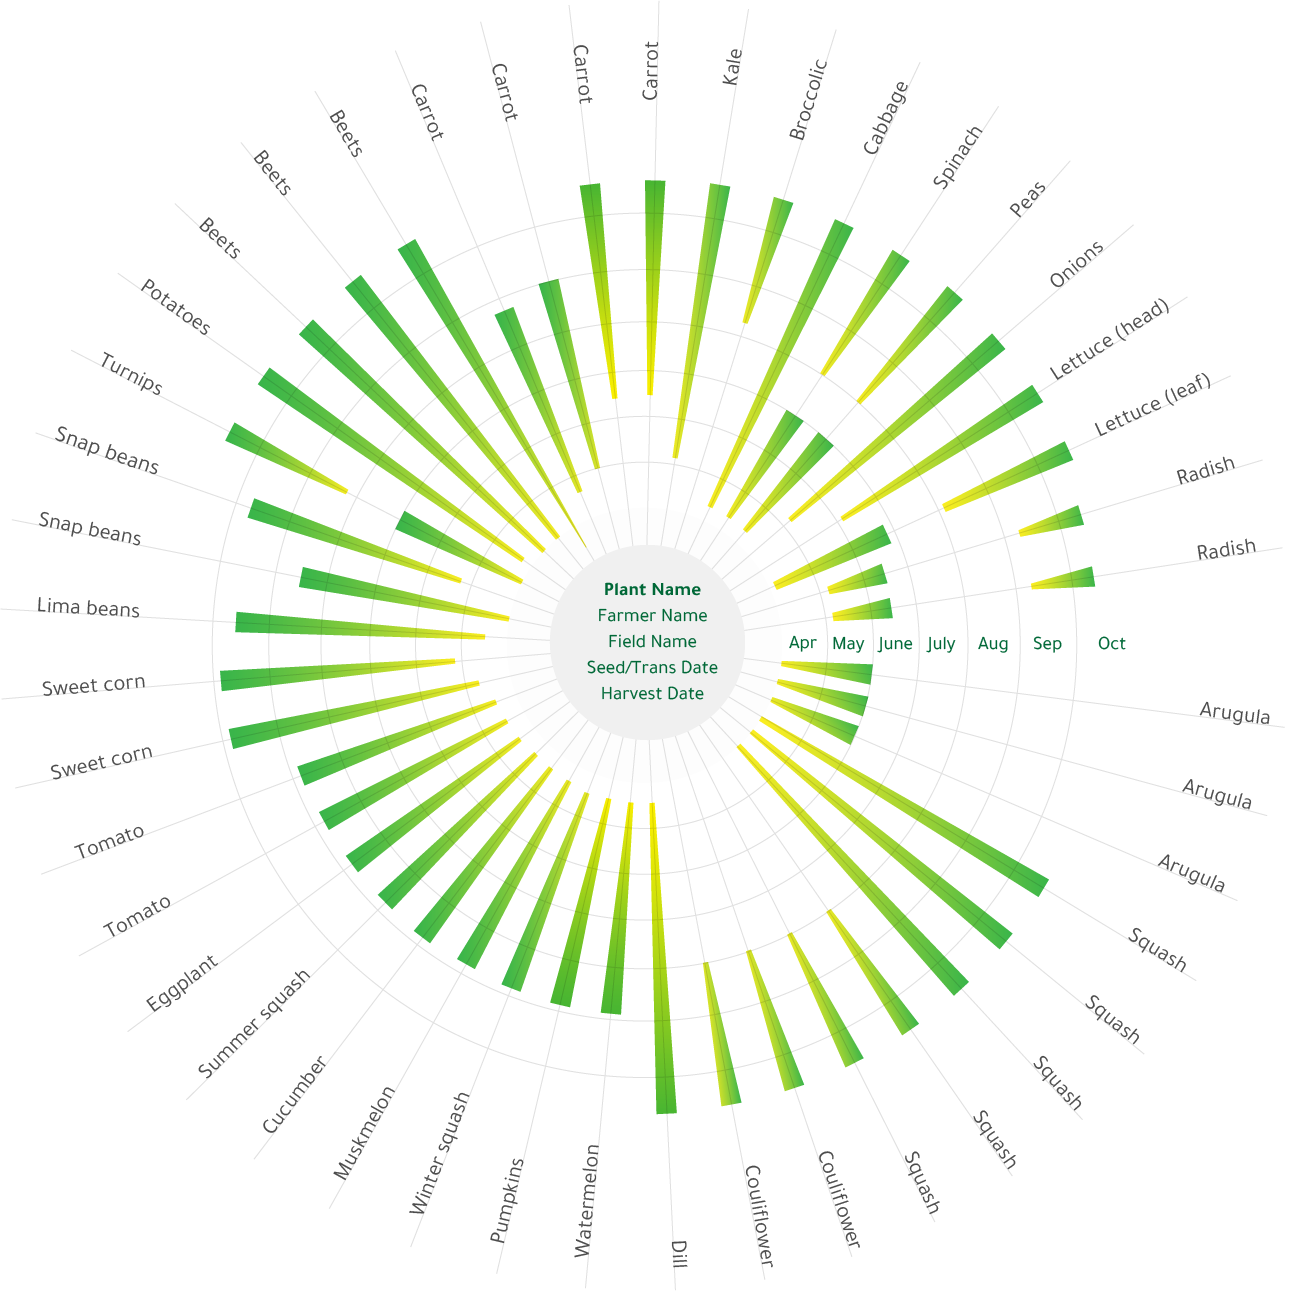 Carrot
Kale
Broccolic
Cabbage
Spinach
Peas
Onions
Lettuce (head)
Lettuce (leaf)
Radish
Radish
Arugula
Arugula
Arugula
Squash
Squash
Squash
Squash
Squash
Couliflower
Couliflower
Dill
Watermelon
Pumpkins
Winter squash
Muskmelon
Cucumber
Summer squash
Eggplant
Tomato
Tomato
Sweet corn
Sweet corn
Lima beans
Snap beans
Snap beans
Turnips
Potatoes
Beets
Beets
Beets
Carrot
Carrot
Carrot
Plant Name
Farmer Name
Field Name
Seed/Trans Date
Harvest Date
Apr May June July Aug Sep Oct